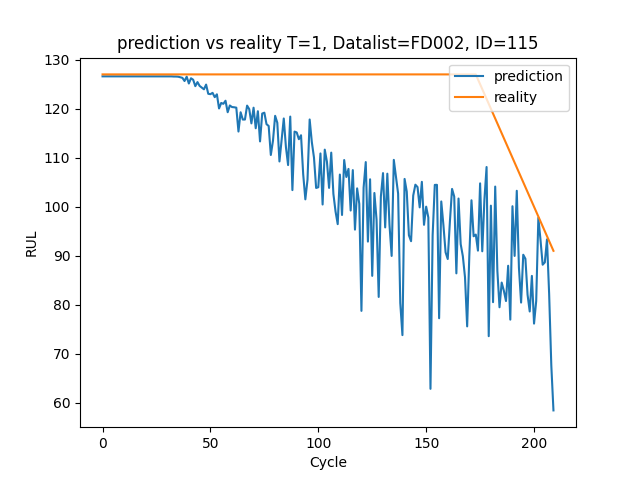 prediction vs reality T=1, Datalist=FD002, ID=115
130
120
110
100
90
80
70
60
RUL
prediction
reality
0
50
100
150
200
Cycle